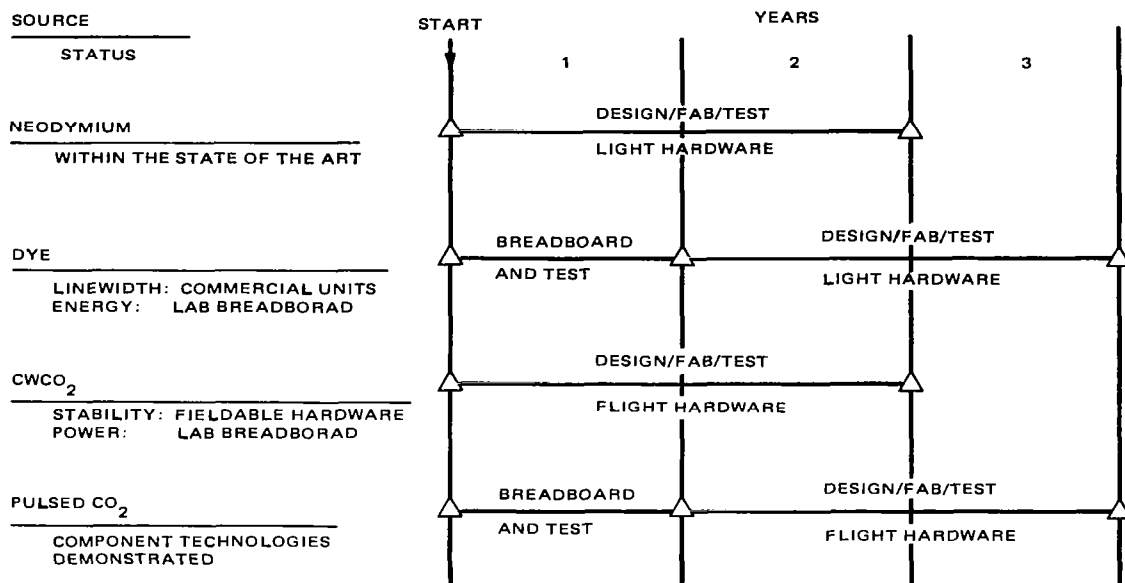 SOURCE
STATUS
START
YEARS
1
2
3
NEODYMIUM
WITHIN THE STATE OF THE ART
DESIGN/FAB/TEST
LIGHT HARDWARE
DYE
LINEWIDTH: COMMERCIAL UNITS
ENERGY: LAB BREADBORAD
BREADBOARD
AND TEST
DESIGN/FAB/TEST
LIGHT HARDWARE
CWCO2
STABILITY: FIELDABLE HARDWARE
POWER: LAB BREADBORAD
DESIGN/FAB/TEST
FLIGHT HARDWARE
PULSED CO2
COMPONENT TECHNOLOGIES
DEMONSTRATED
BREADBOARD
AND TEST
DESIGN/FAB/TEST
FLIGHT HARDWARE